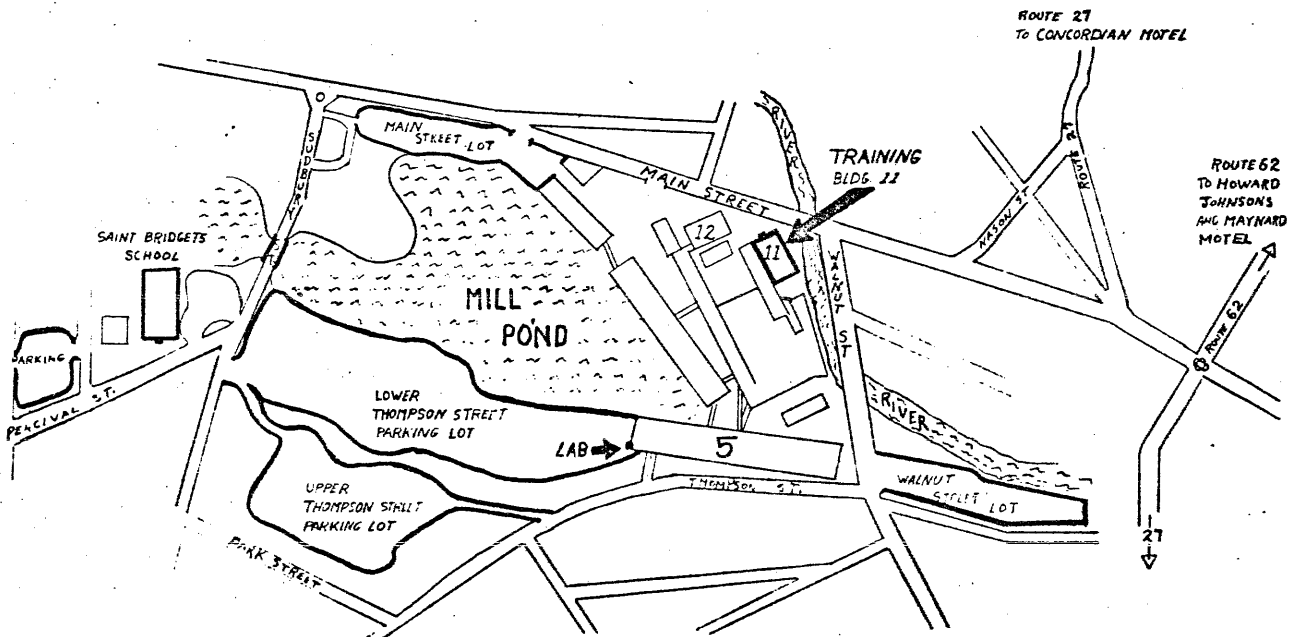 ROUTE 27
TO CONCORDIAN MOTEL
MAIN
STREET LOT
SUDBURY
ST.
RIVER
TRAINING
BLDG. 11
MAIN STREET
NASON ST
ROUTE 27
ROUTE 62
TO HOWARD
JOHNSONS
AND MAYNARD
MOTEL
SAINT BRIDGETS
SCHOOL
12
11
WALNUT ST
MILL
POND
ROUTE 62
PARKING
PERCIVAL ST.
LOWER
THOMPSON STREET
PARKING LOT
LAB
5
RIVER
THOMPSON ST.
WALNUT
STREET
LOT
UPPER
THOMPSON STREET
PARKING LOT
PARK STREET
27